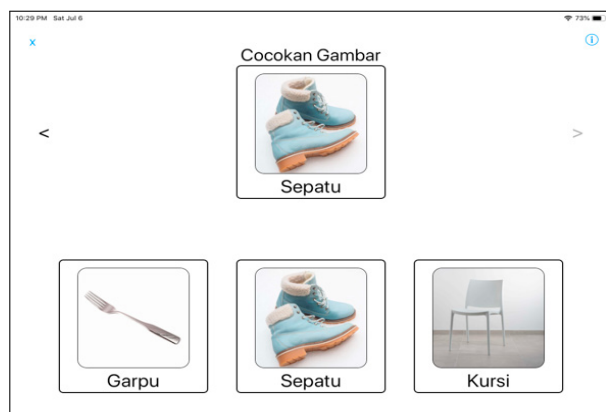 10:29 PM Sat Jul 6
73%
x
Cocokan Gambar
<
>
Sepatu
Garpu
Sepatu
Kursi